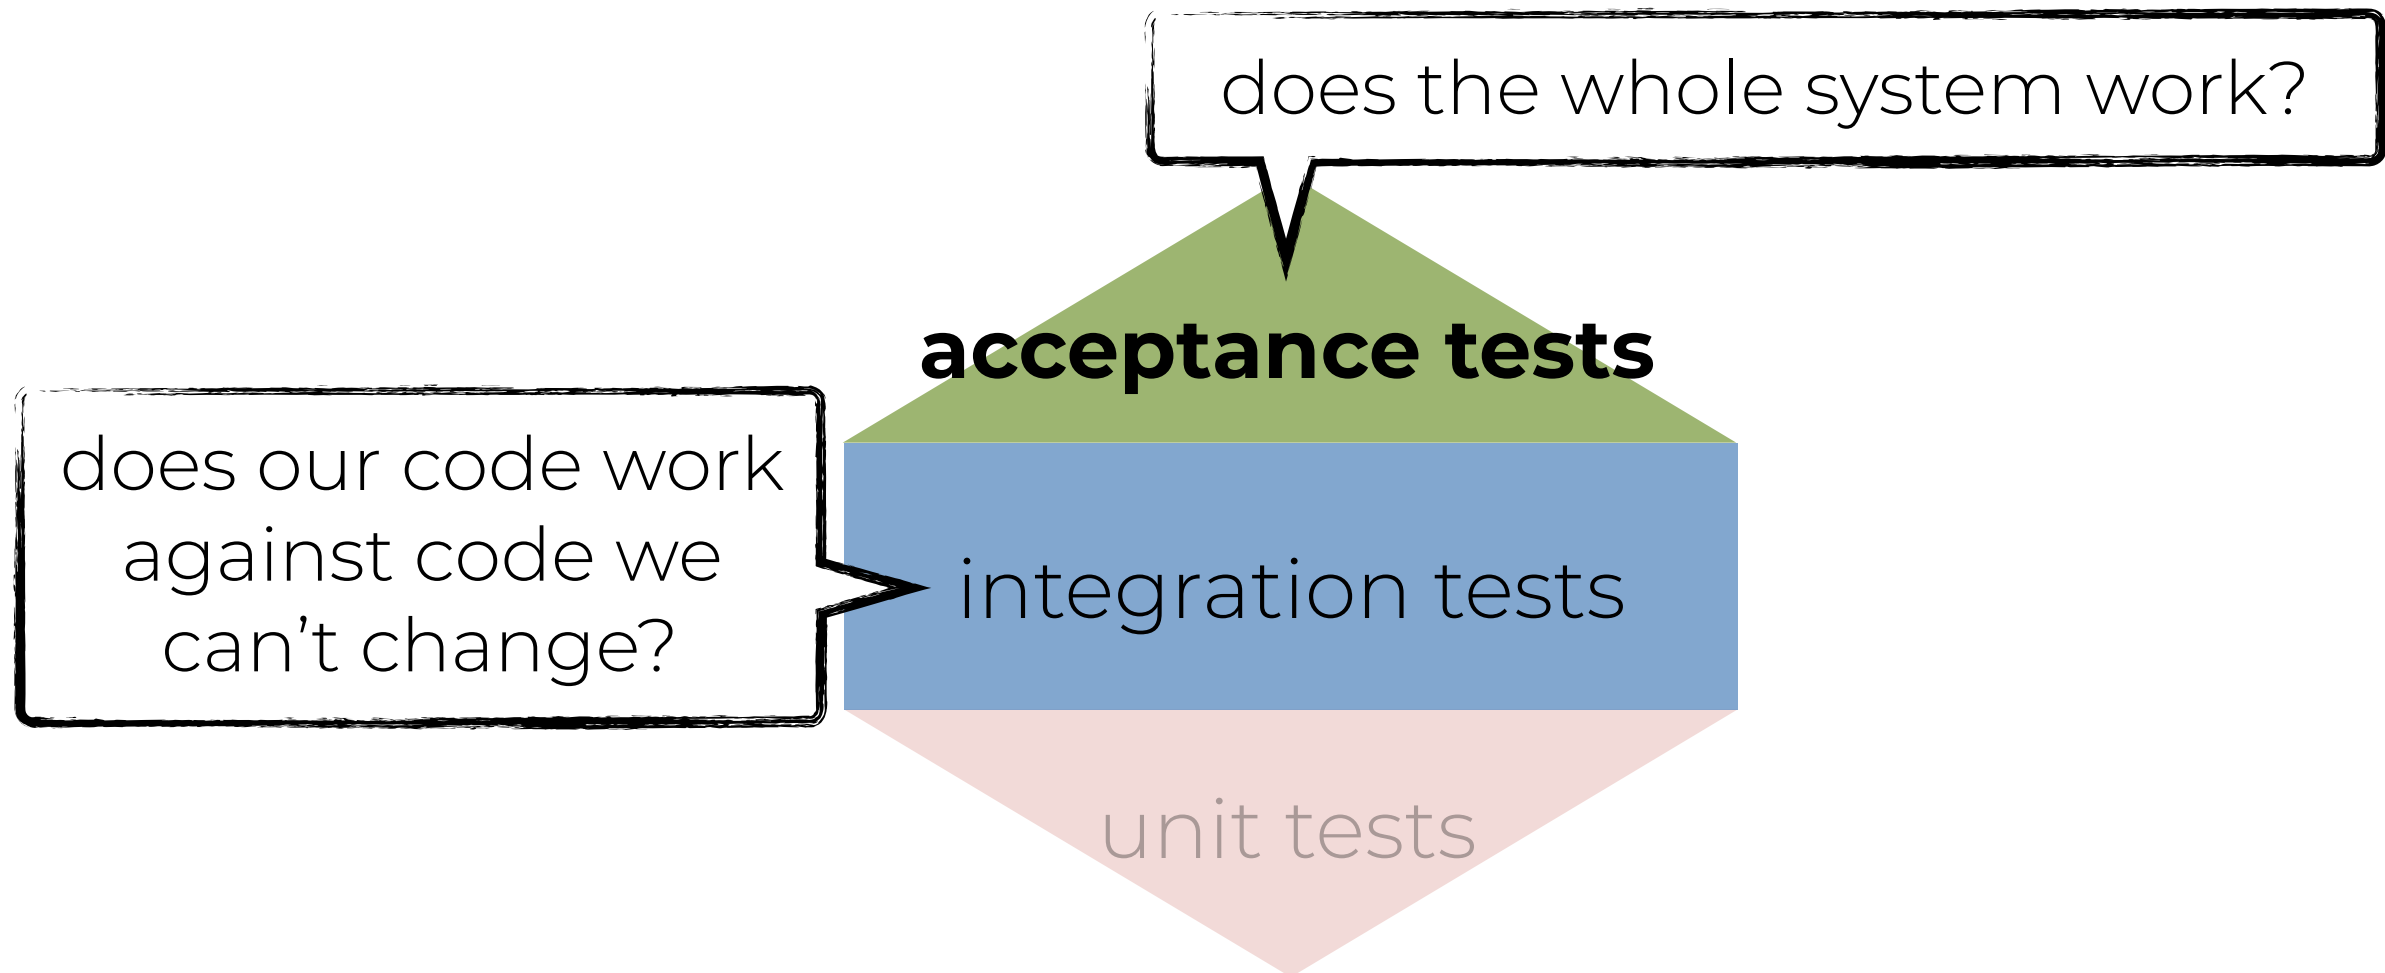 does the whole system work?
acceptance tests
does our code work
against code we
can’t change?
integration tests
unit tests